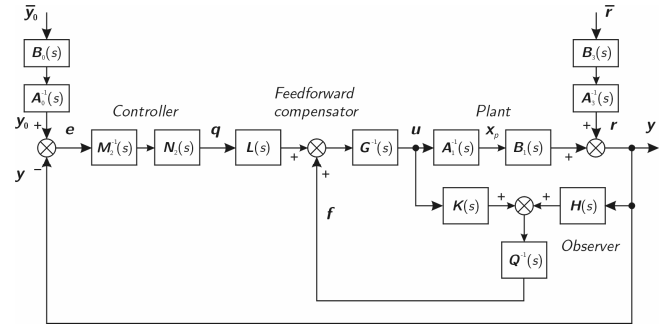 ȳ₀
r̄
B₀(s)
B₃(s)
A₀⁻¹(s)
A₃⁻¹(s)
Controller
Feedforward
compensator
Plant
y₀ +
e
q
u
xₚ
+ r
y
M₂⁻¹(s)
N₂(s)
L(s)
+
G⁻¹(s)
A₁⁻¹(s)
B₁(s)
+
y −
+
f
K(s)
+
+
H(s)
Observer
Q⁻¹(s)